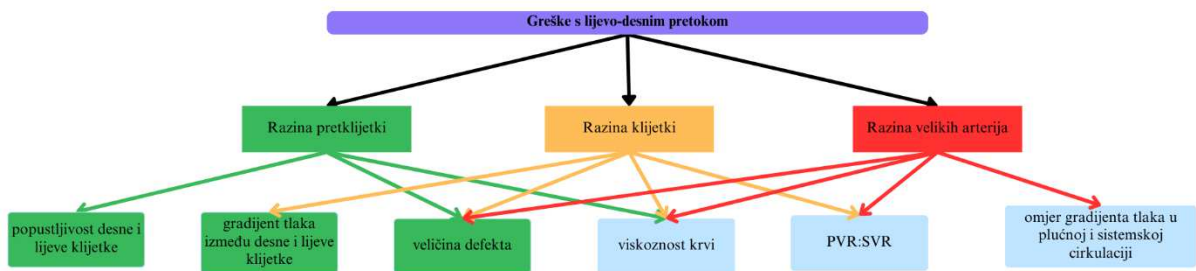 Greške s lijevo-desnim pretokom
Razina pretklijetki
Razina klijetki
Razina velikih arterija
popustljivost desne i
lijeve klijetke
gradijent tlaka
između desne i lijeve
klijetke
veličina defekta
viskoznost krvi
PVR:SVR
omjer gradijenta tlaka u
plućnoj i sistemskoj
cirkulaciji